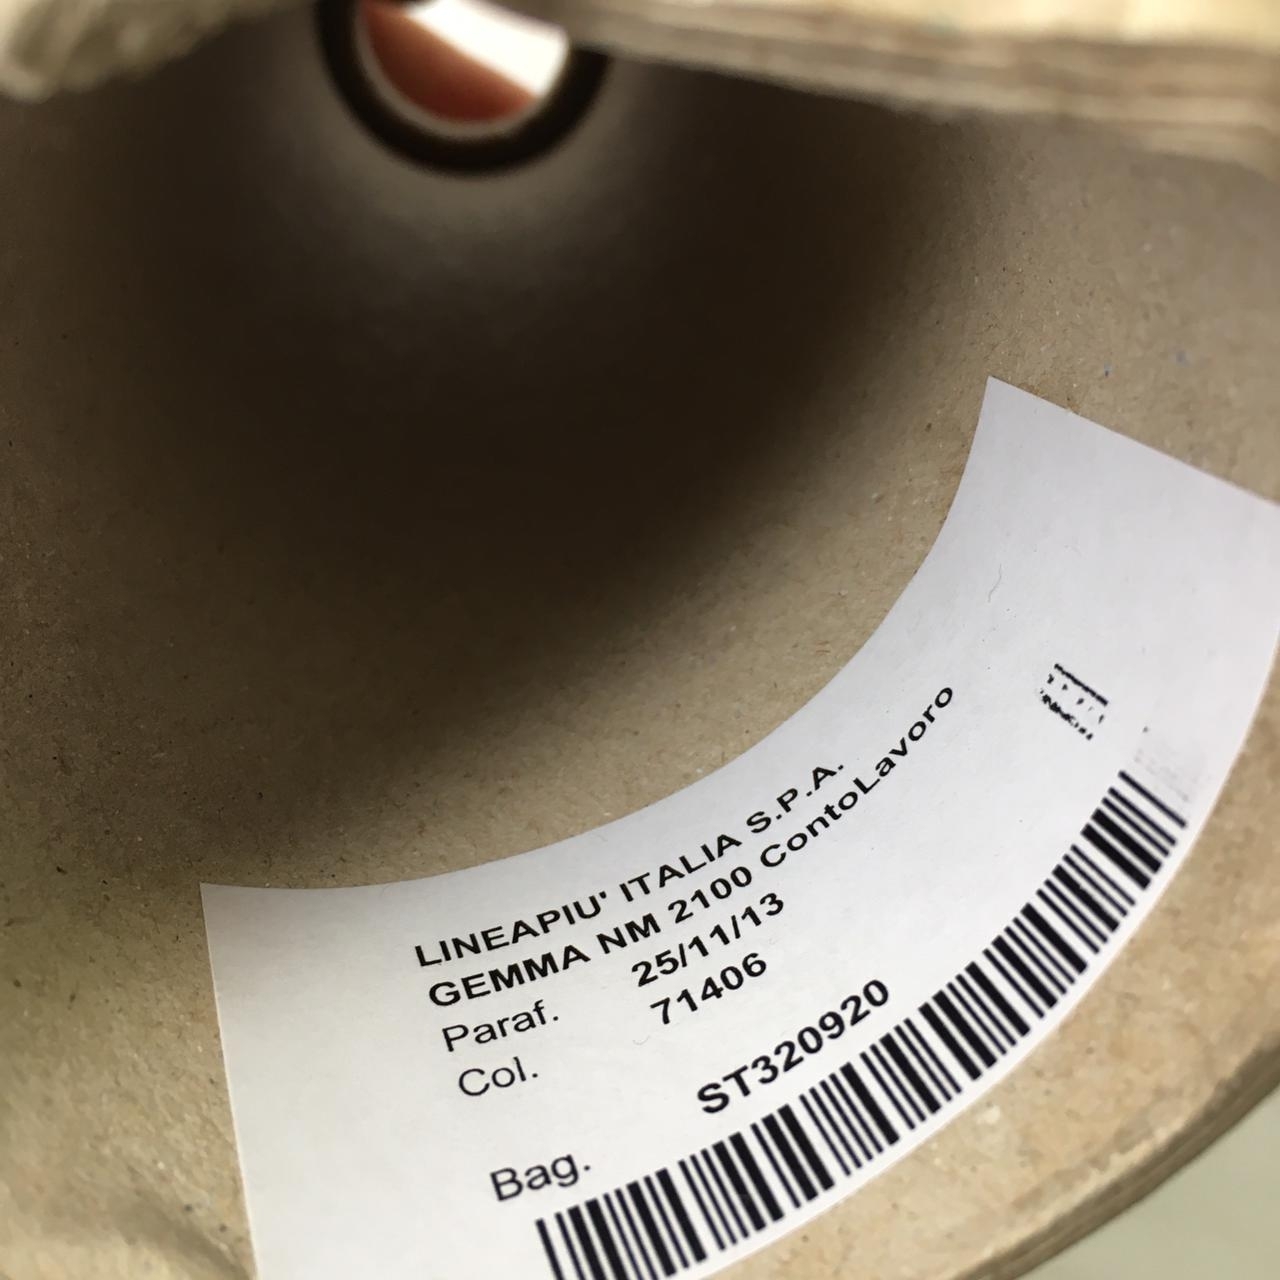 LINEAPIU' ITALIA S.P.A.
GEMMA NM 2100 ContoLavoro
Paraf. 25/11/13
Col. 71406
Bag. ST320920